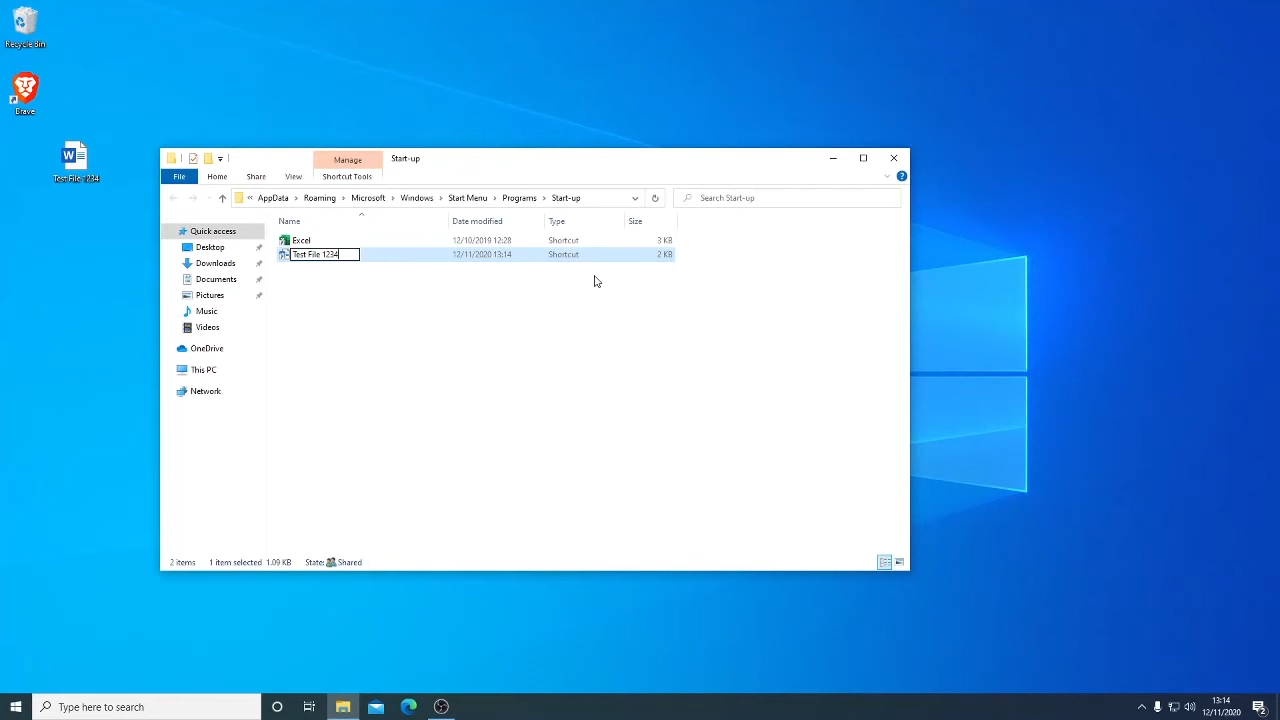 Recycle Bin
Brave
Test File 1234
Manage
Start-up
File
Home
Share
View
Shortcut Tools
« AppData › Roaming › Microsoft › Windows › Start Menu › Programs › Start-up
Search Start-up
Name
Date modified
Type
Size
Excel
12/10/2019 12:28
Shortcut
3 KB
Test File 1234
12/11/2020 13:14
Shortcut
2 KB
Quick access
Desktop
Downloads
Documents
Pictures
Music
Videos
OneDrive
This PC
Network
2 items
1 item selected 1.09 KB
State: Shared
Type here to search
13:14
12/11/2020
2